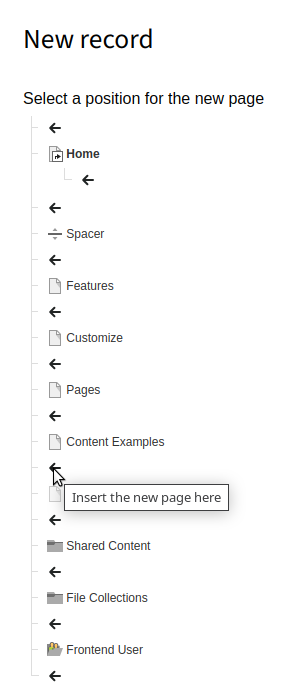 New record
Select a position for the new page
Home
Spacer
Features
Customize
Pages
Content Examples
Insert the new page here
Shared Content
File Collections
Frontend User